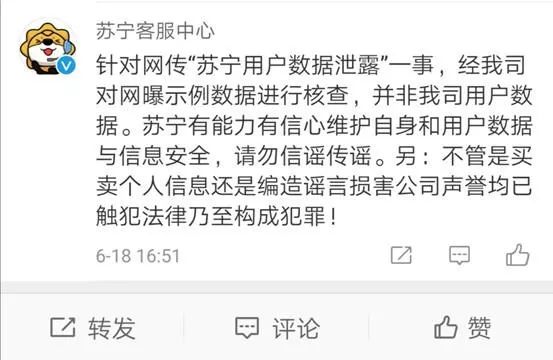 苏宁客服中心
针对网传“苏宁用户数据泄露”一事，经我司
对网曝示例数据进行核查，并非我司用户数
据。苏宁有能力有信心维护自身和用户数据
与信息安全，请勿信谣传谣。另：不管是买
卖个人信息还是编造谣言损害公司声誉均已
触犯法律乃至构成犯罪！
6-18 16:51
转发 评论 赞